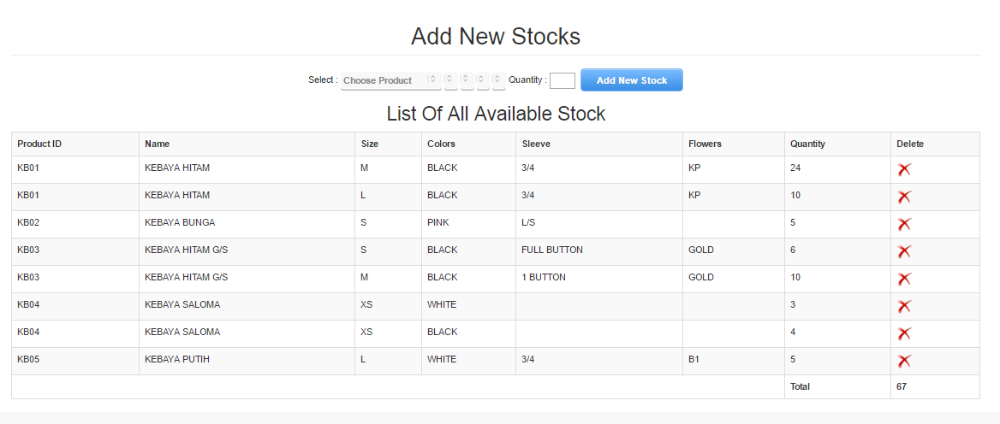 Add New Stocks
Select : Choose Product Quantity : Add New Stock
List Of All Available Stock
Product ID Name Size Colors Sleeve Flowers Quantity Delete
KB01 KEBAYA HITAM M BLACK 3/4 KP 24
KB01 KEBAYA HITAM L BLACK 3/4 KP 10
KB02 KEBAYA BUNGA S PINK L/S 5
KB03 KEBAYA HITAM G/S S BLACK FULL BUTTON GOLD 6
KB03 KEBAYA HITAM G/S M BLACK 1 BUTTON GOLD 10
KB04 KEBAYA SALOMA XS WHITE 3
KB04 KEBAYA SALOMA XS BLACK 4
KB05 KEBAYA PUTIH L WHITE 3/4 B1 5
Total 67